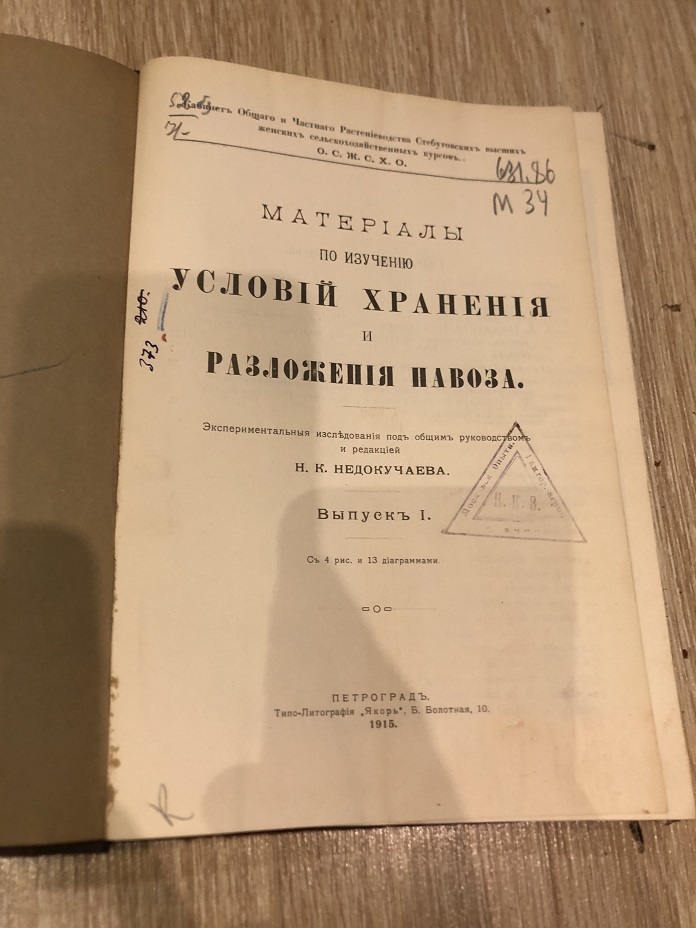 Кабинетъ Общаго и Частнаго Растеніеводства Стебутовскихъ высшихъ
женскихъ сельскохозяйственныхъ курсовъ.
О. С. Ж. С. Х. О.
631.86
М 34
МАТЕРІАЛЫ
ПО ИЗУЧЕНІЮ
УСЛОВІЙ ХРАНЕНІЯ
И
РАЗЛОЖЕНІЯ НАВОЗА.
373
Экспериментальныя изслѣдованія подъ общимъ руководствомъ
и редакціей
Н. К. НЕДОКУЧАЕВА.
Выпускъ I.
Н. К. З.
Съ 4 рис. и 13 діаграммами.
ПЕТРОГРАДЪ.
Типо-Литографія „Якорь“, Б. Болотная, 10.
1915.